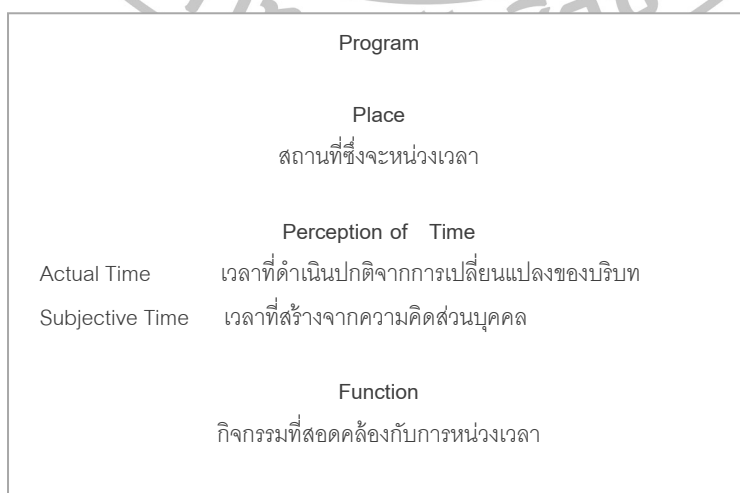 Program
Place
สถานที่ซึ่งจะหน่วงเวลา
Perception of Time
Actual Time เวลาที่ดำเนินปกติจากการเปลี่ยนแปลงของบริบท
Subjective Time เวลาที่สร้างจากความคิดส่วนบุคคล
Function
กิจกรรมที่สอดคล้องกับการหน่วงเวลา